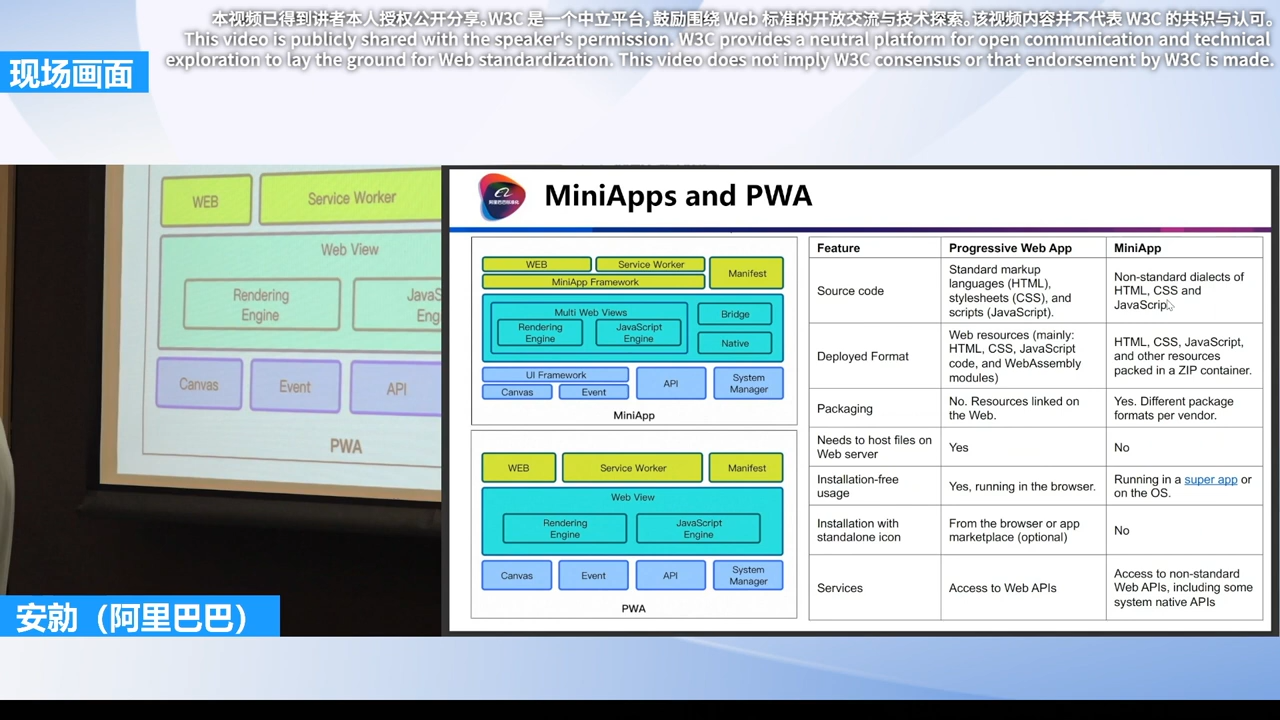 本视频已得到讲者本人授权公开分享。W3C 是一个中立平台，鼓励围绕 Web 标准的开放交流与技术探索。该视频内容并不代表 W3C 的共识与认可。
This video is publicly shared with the speaker's permission. W3C provides a neutral platform for open communication and technical
exploration to lay the ground for Web standardization. This video does not imply W3C consensus or that endorsement by W3C is made.
现场画面
WEB
Service Worker
Web View
Rendering
Engine
JavaS
Eng
Canvas
Event
API
PWA
阿里巴巴标准化
MiniApps and PWA
WEB
Service Worker
Manifest
MiniApp Framework
Multi Web Views
Rendering
Engine
JavaScript
Engine
Bridge
Native
UI Framework
Canvas
Event
API
System
Manager
MiniApp
WEB
Service Worker
Manifest
Web View
Rendering
Engine
JavaScript
Engine
Canvas
Event
API
System
Manager
PWA
Feature
Progressive Web App
MiniApp
Source code
Standard markup
languages (HTML),
stylesheets (CSS), and
scripts (JavaScript).
Non-standard dialects of
HTML, CSS and
JavaScript.
Deployed Format
Web resources (mainly:
HTML, CSS, JavaScript
code, and WebAssembly
modules)
HTML, CSS, JavaScript,
and other resources
packed in a ZIP container.
Packaging
No. Resources linked on
the Web.
Yes. Different package
formats per vendor.
Needs to host files on
Web server
Yes
No
Installation-free
usage
Yes, running in the browser.
Running in a super app or
on the OS.
Installation with
standalone icon
From the browser or app
marketplace (optional)
No
Services
Access to Web APIs
Access to non-standard
Web APIs, including some
system native APIs
安勍（阿里巴巴）